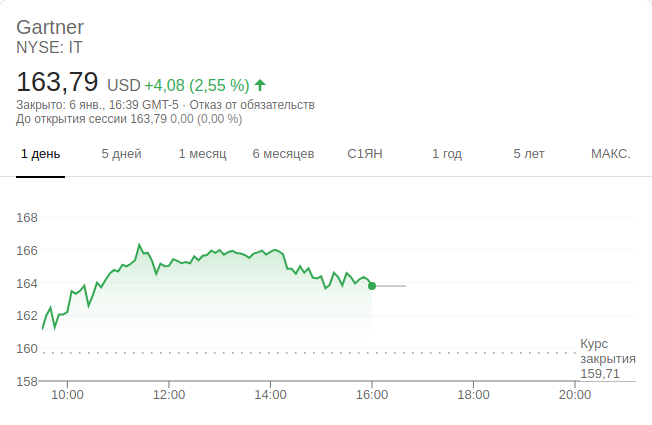 Gartner
NYSE: IT
163,79 USD +4,08 (2,55 %)
Закрыто: 6 янв., 16:39 GMT-5 · Отказ от обязательств
До открытия сессии 163,79 0,00 (0,00 %)
1 день 5 дней 1 месяц 6 месяцев С1ЯН 1 год 5 лет МАКС.
168
166
164
162
160
Курс
закрытия
159,71
158
10:00 12:00 14:00 16:00 18:00 20:00